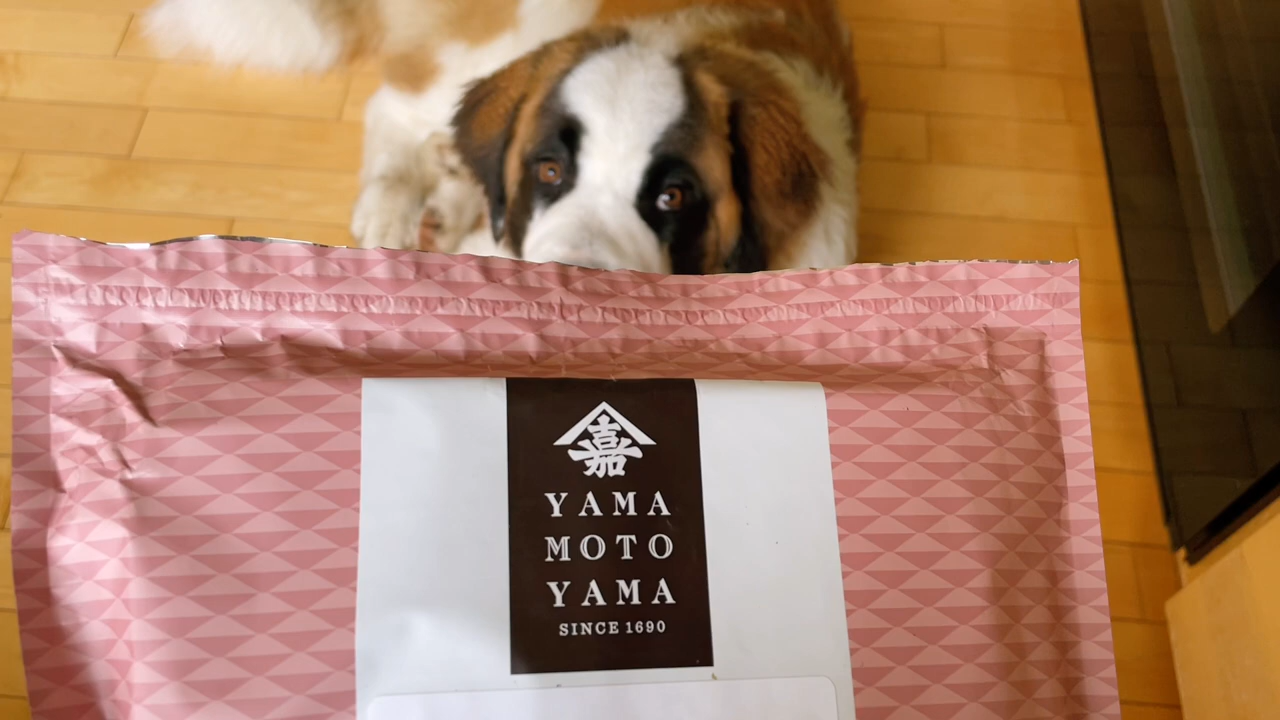 嘉
YAMA
MOTO
YAMA
SINCE 1690